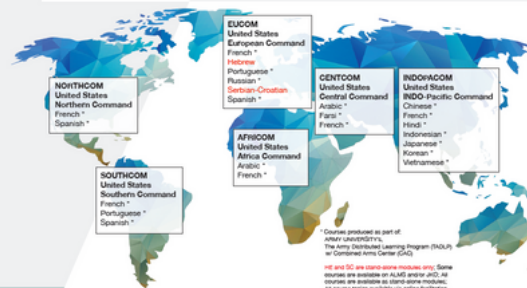 EUCOM
United States
European Command
French *
Hebrew
Portuguese *
Russian *
Serbian-Croatian
Spanish *
NORTHCOM
United States
Northern Command
French *
Spanish *
CENTCOM
United States
Central Command
Arabic *
Farsi *
French *
INDOPACOM
United States
INDO-Pacific Command
Chinese *
French *
Hindi *
Indonesian *
Japanese *
Korean *
Vietnamese *
AFRICOM
United States
Africa Command
Arabic *
French *
SOUTHCOM
United States
Southern Command
French *
Portuguese *
Spanish *
* Courses produced as part of:
ARMY UNIVERSITY'S,
The Army Distributed Learning Program (TADLP)
w/ Combined Arms Center (CAC)
HE and SC are stand-alone modules only; Some
courses are available on ALMS and/or JKO; All
courses are available as stand-alone modules;